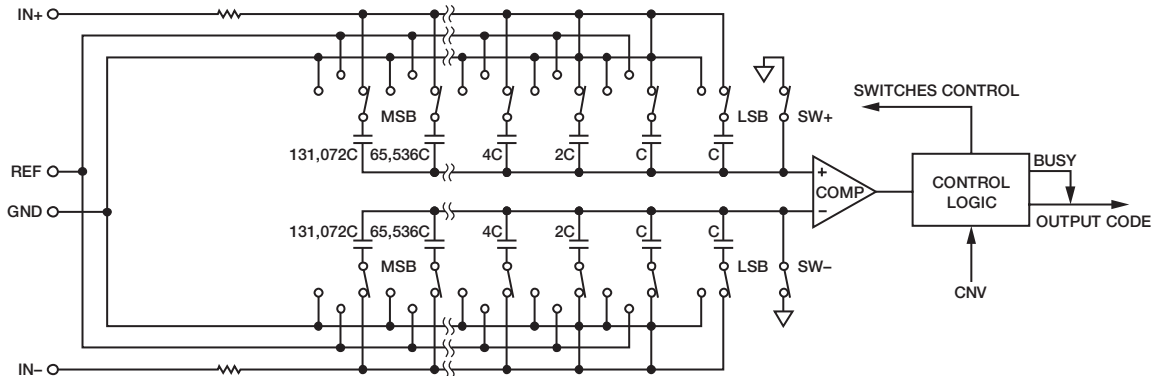 IN+
SWITCHES CONTROL
MSB
LSB
SW+
131,072C 65,536C 4C 2C C C
REF
BUSY
+
COMP
−
CONTROL
LOGIC
GND
OUTPUT CODE
131,072C 65,536C 4C 2C C C
MSB
LSB
SW−
CNV
IN−